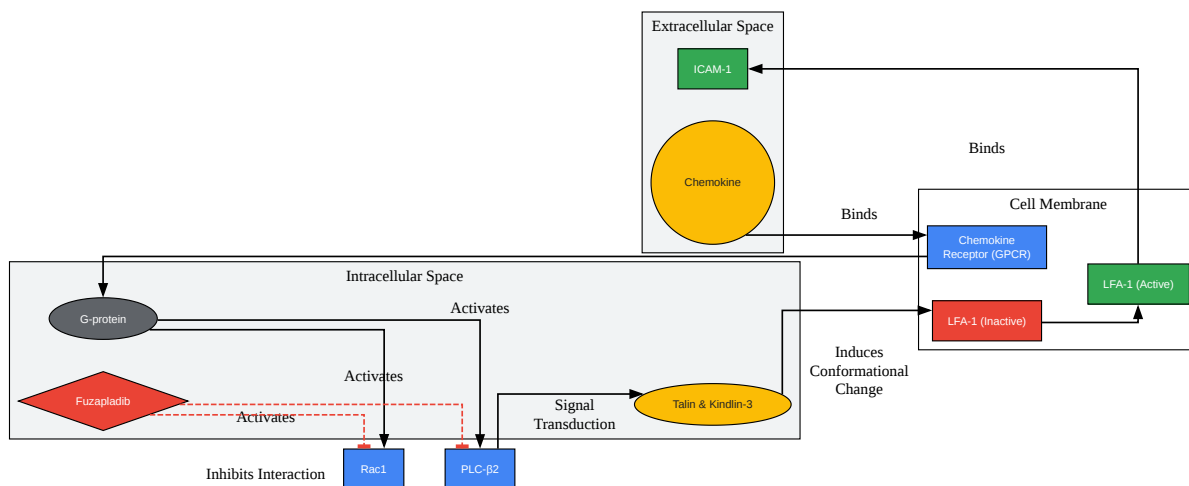 Extracellular Space
ICAM-1
Chemokine
Binds
Binds
Cell Membrane
Chemokine
Receptor (GPCR)
LFA-1 (Active)
LFA-1 (Inactive)
Intracellular Space
G-protein
Activates
Activates
Fuzapladib
Activates
Signal
Transduction
Talin & Kindlin-3
Induces
Conformational
Change
Inhibits Interaction
Rac1
PLC-β2